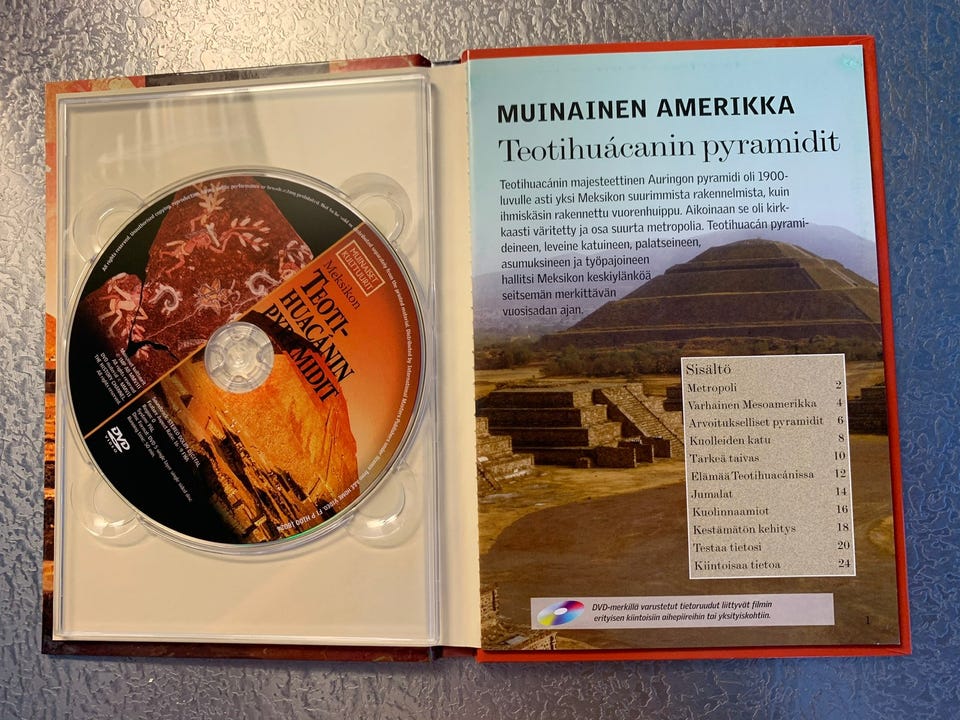 MUINAISET
KULTTUURIT
Meksikon
TEOTI-
HUACÁNIN
PYRAMIDIT
DVD
VIDEO
MUINAINEN AMERIKKA
Teotihuácanin pyramidit
Teotihuacánin majesteettinen Auringon pyramidi oli 1900-
luvulle asti yksi Meksikon suurimmista rakennelmista, kuin
ihmiskäsin rakennettu vuorenhuippu. Aikoinaan se oli kirk-
kaasti väritetty ja osa suurta metropolia. Teotihuacán pyrami-
deineen, leveine katuineen, palatseineen,
asumuksineen ja työpajoineen
hallitsi Meksikon keskiylänköä
seitsemän merkittävän
vuosisadan ajan.
Sisältö
Metropoli 2
Varhainen Mesoamerikka 4
Arvoitukselliset pyramidit 6
Kuolleiden katu 8
Tärkeä taivas 10
Elämää Teotihuacánissa 12
Jumalat 14
Kuolinnaamiot 16
Kestämätön kehitys 18
Testaa tietosi 20
Kiintoisaa tietoa 24
DVD-merkillä varustetut tietoruudut liittyvät filmin
erityisen kiintoisiin aihepiireihin tai yksityiskohtiin.
1